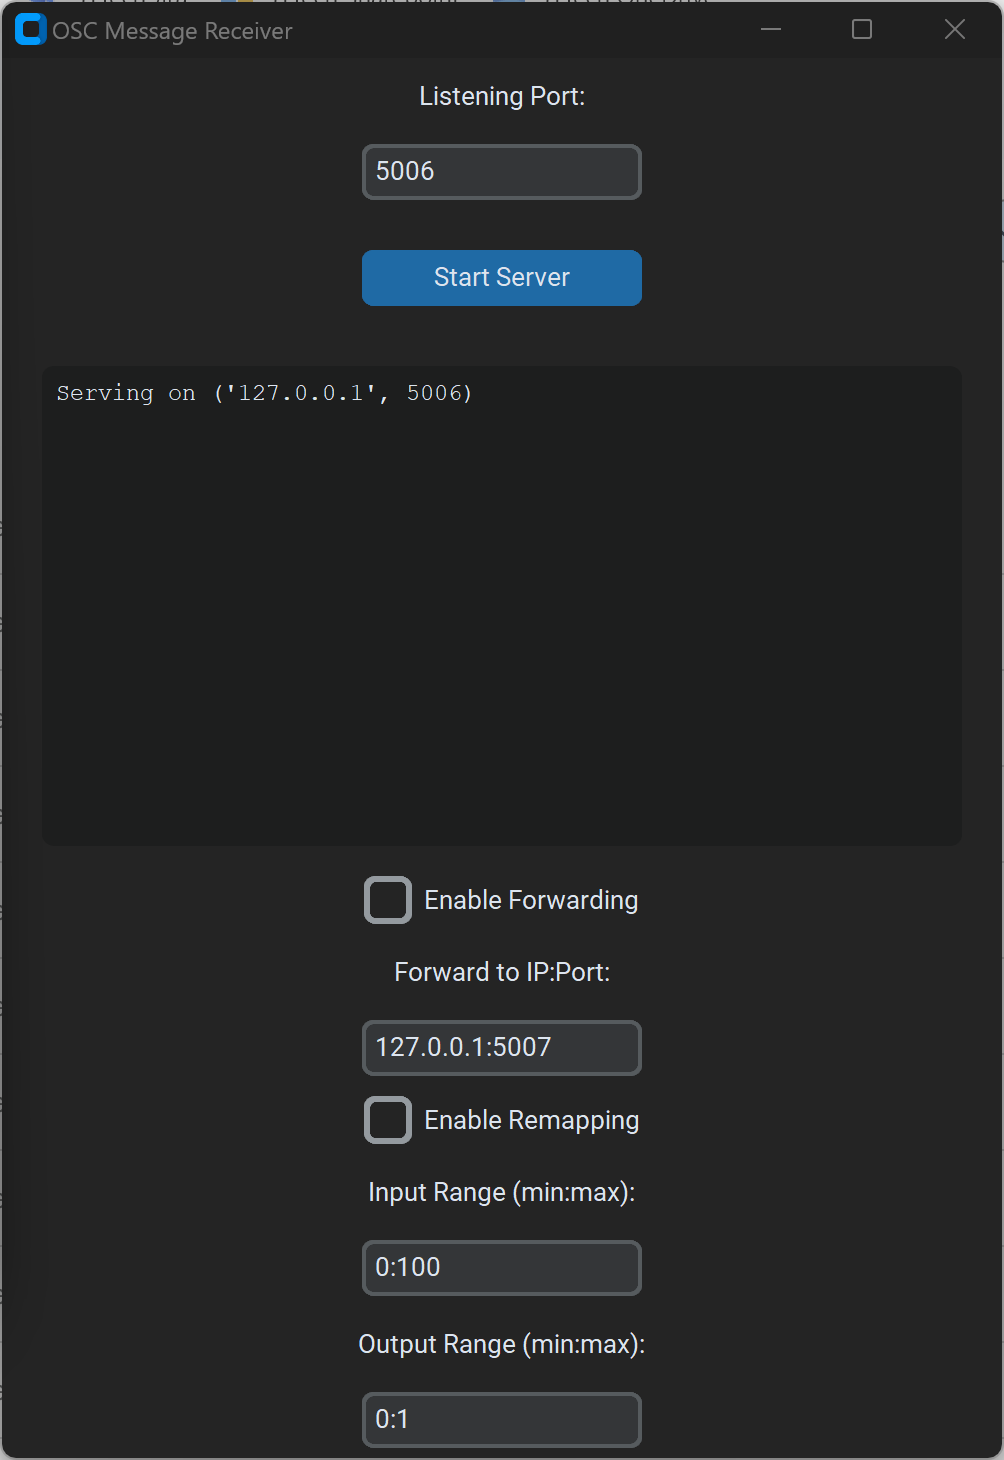 OSC Message Receiver
Listening Port:
5006
Start Server
Serving on ('127.0.0.1', 5006)
Enable Forwarding
Forward to IP:Port:
127.0.0.1:5007
Enable Remapping
Input Range (min:max):
0:100
Output Range (min:max):
0:1